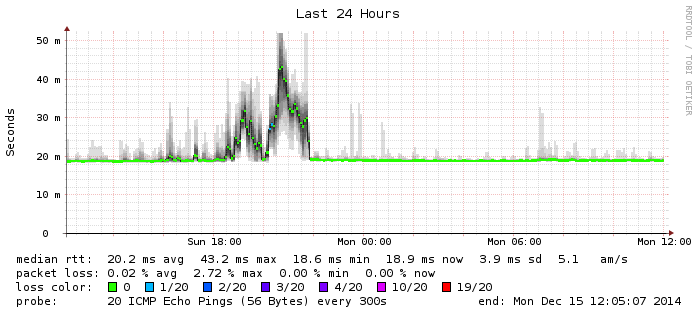 Last 24 Hours
RRDTOOL / TOBI OETIKER
Seconds
50 m
40 m
30 m
20 m
10 m
0
Sun 18:00 Mon 00:00 Mon 06:00 Mon 12:00
median rtt: 20.2 ms avg 43.2 ms max 18.6 ms min 18.9 ms now 3.9 ms sd 5.1 am/s
packet loss: 0.02 % avg 2.72 % max 0.00 % min 0.00 % now
loss color: 0 1/20 2/20 3/20 4/20 10/20 19/20
probe: 20 ICMP Echo Pings (56 Bytes) every 300s end: Mon Dec 15 12:05:07 2014